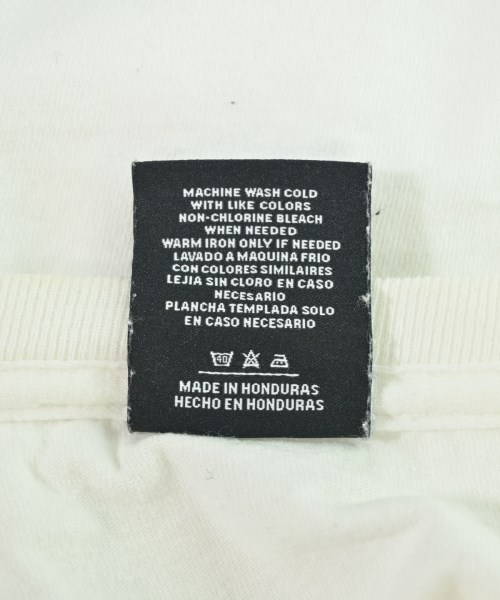 MACHINE WASH COLD
WITH LIKE COLORS
NON-CHLORINE BLEACH
WHEN NEEDED
WARM IRON ONLY IF NEEDED
LAVADO A MAQUINA FRIO
CON COLORES SIMILAIRES
LEJIA SIN CLORO EN CASO
NECESARIO
PLANCHA TEMPLADA SOLO
EN CASO NECESARIO
40
MADE IN HONDURAS
HECHO EN HONDURAS